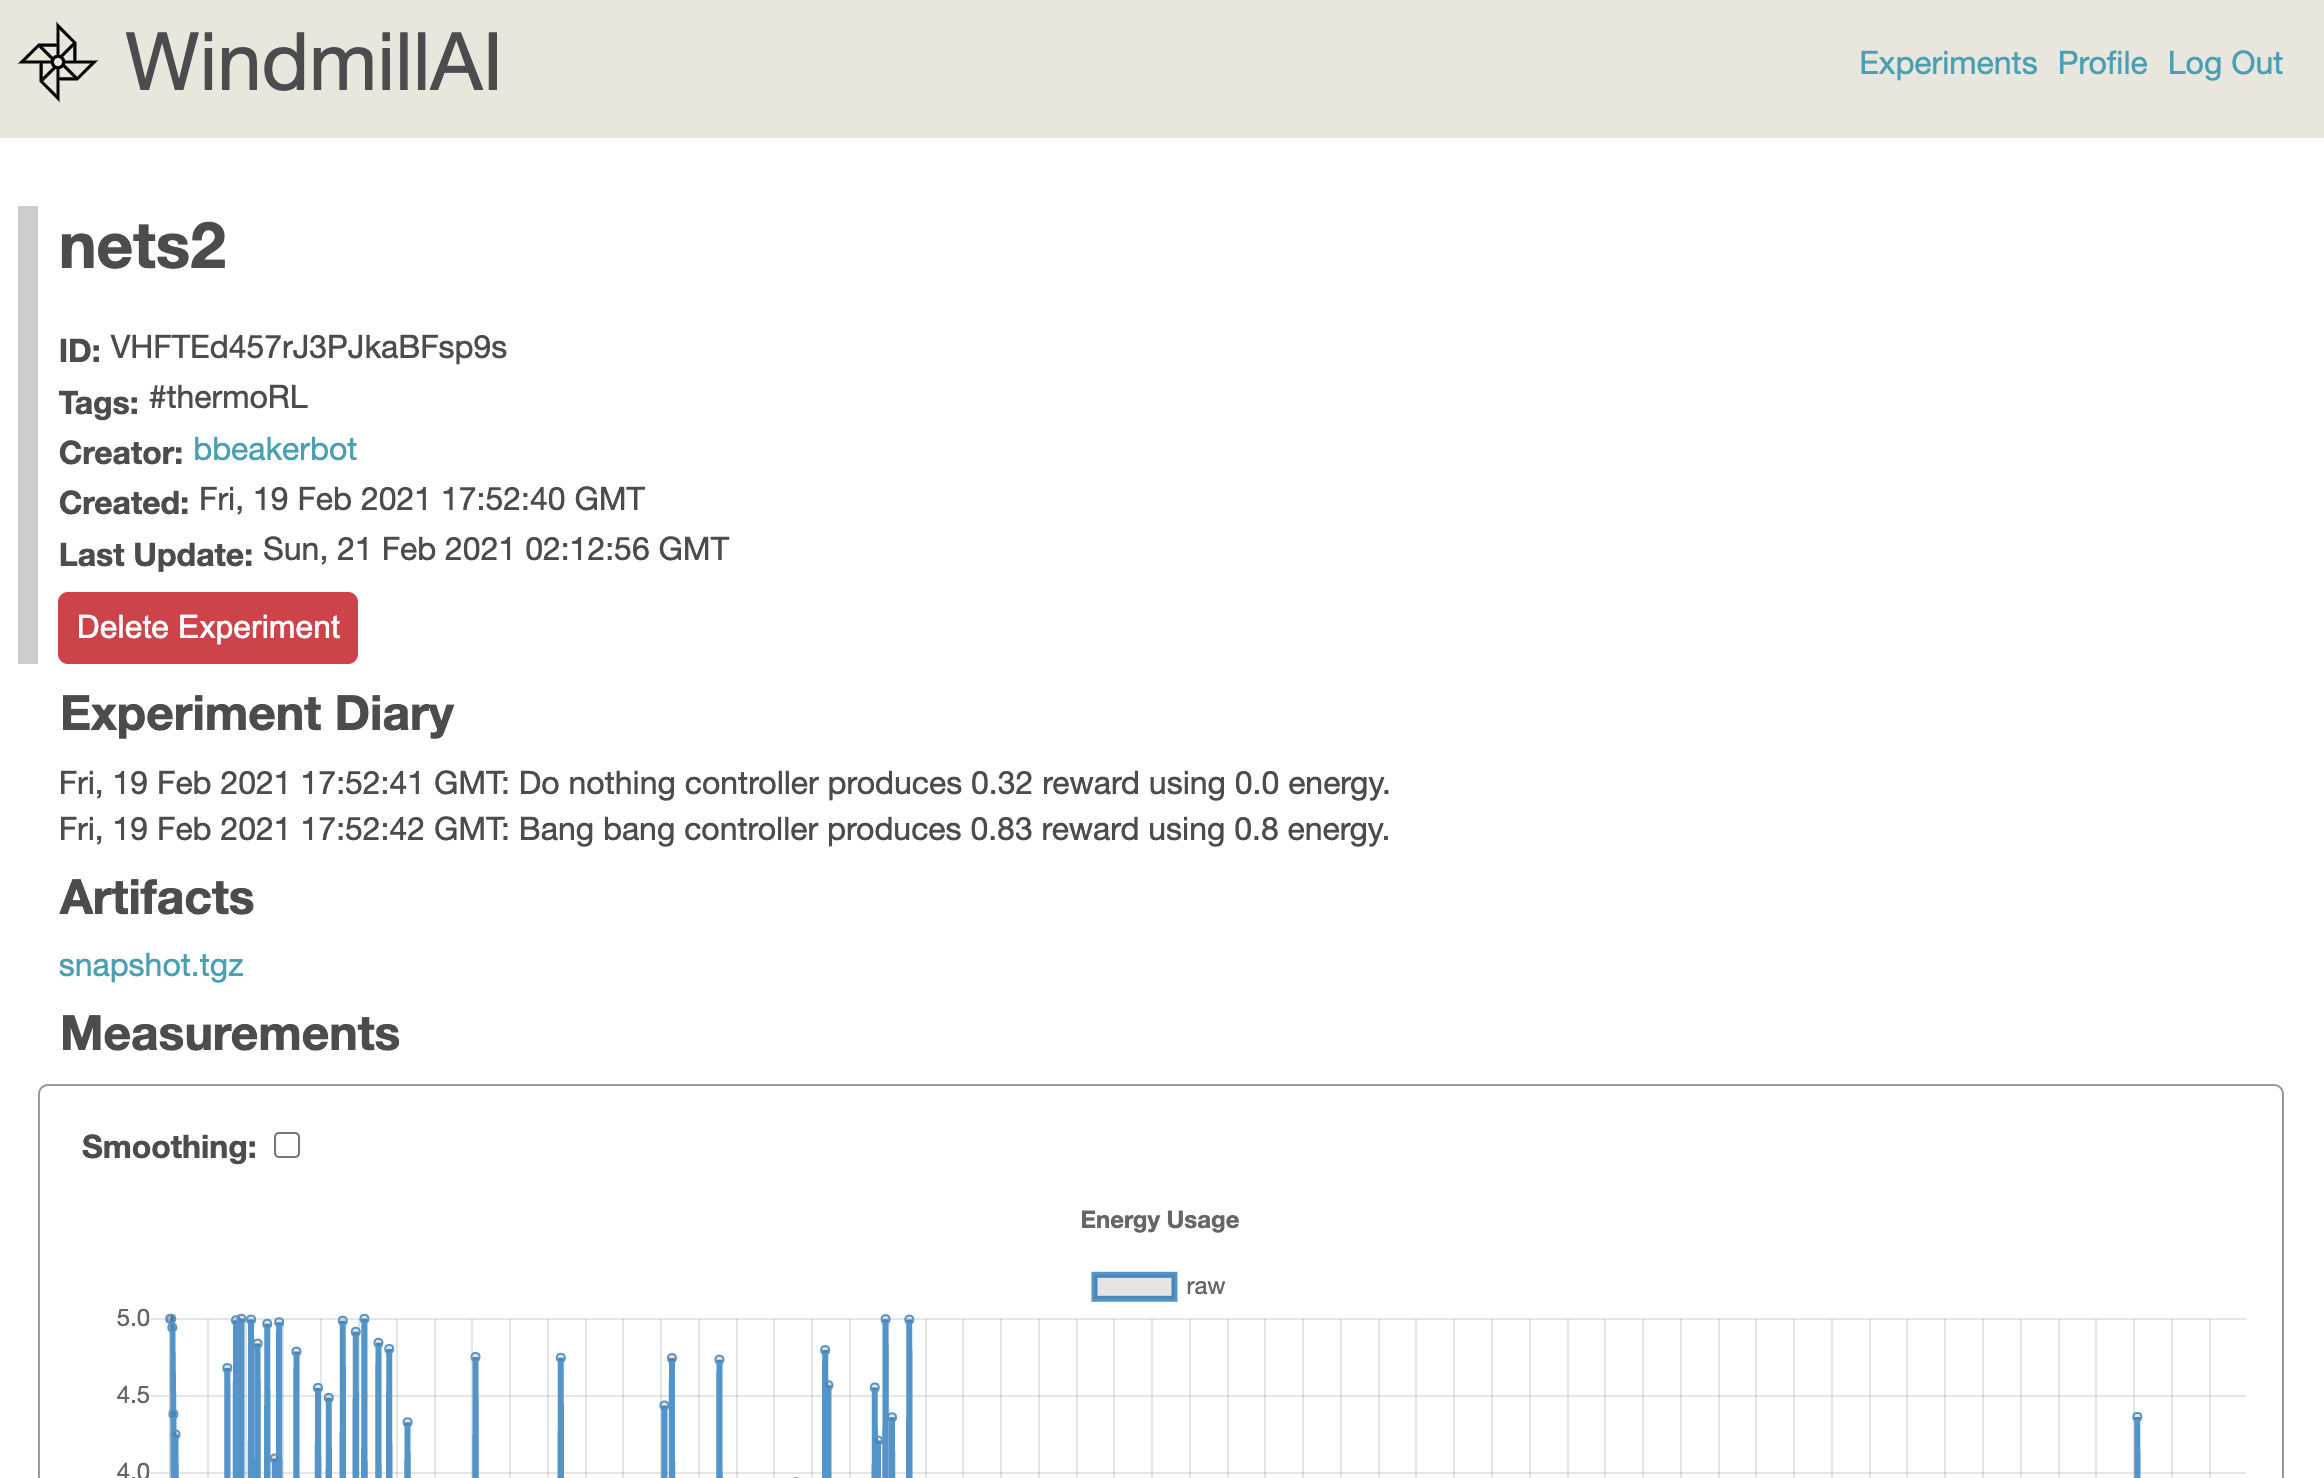 WindmillAI
Experiments Profile Log Out
nets2
ID: VHFTEd457rJ3PJkaBFsp9s
Tags: #thermoRL
Creator: bbeakerbot
Created: Fri, 19 Feb 2021 17:52:40 GMT
Last Update: Sun, 21 Feb 2021 02:12:56 GMT
Delete Experiment
Experiment Diary
Fri, 19 Feb 2021 17:52:41 GMT: Do nothing controller produces 0.32 reward using 0.0 energy.
Fri, 19 Feb 2021 17:52:42 GMT: Bang bang controller produces 0.83 reward using 0.8 energy.
Artifacts
snapshot.tgz
Measurements
Smoothing:
Energy Usage
raw
5.0
4.5
4.0